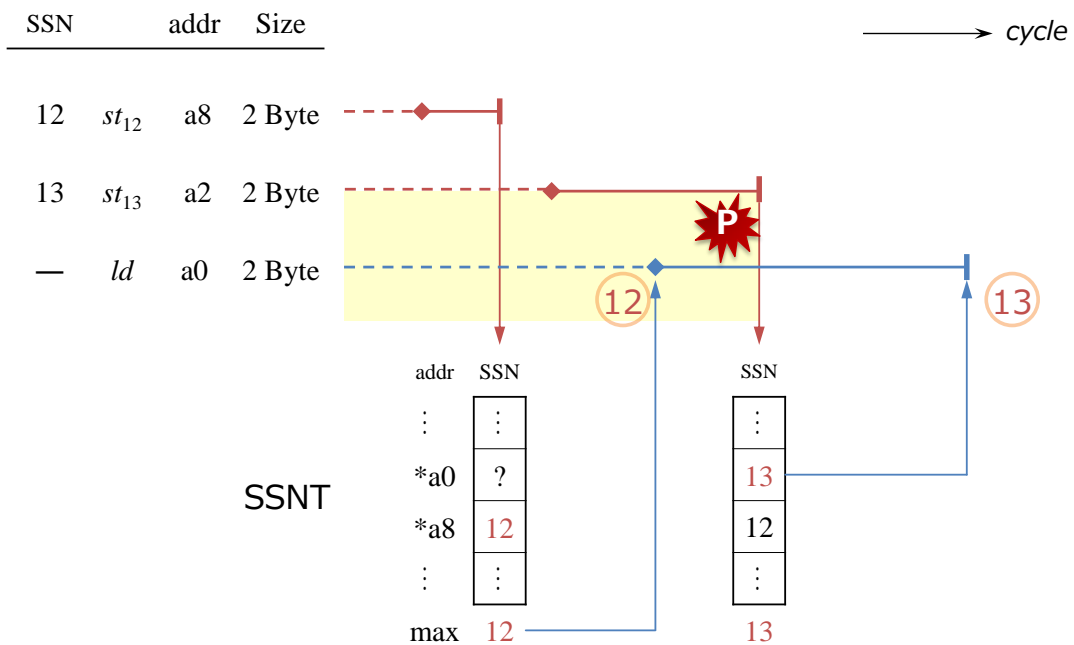 SSN addr Size
cycle
12 st12 a8 2 Byte
13 st13 a2 2 Byte
P
— ld a0 2 Byte
12
13
addr SSN
SSN
⋮ ⋮ ⋮
*a0 ? 13
SSNT
*a8 12 12
⋮ ⋮ ⋮
max 12 13